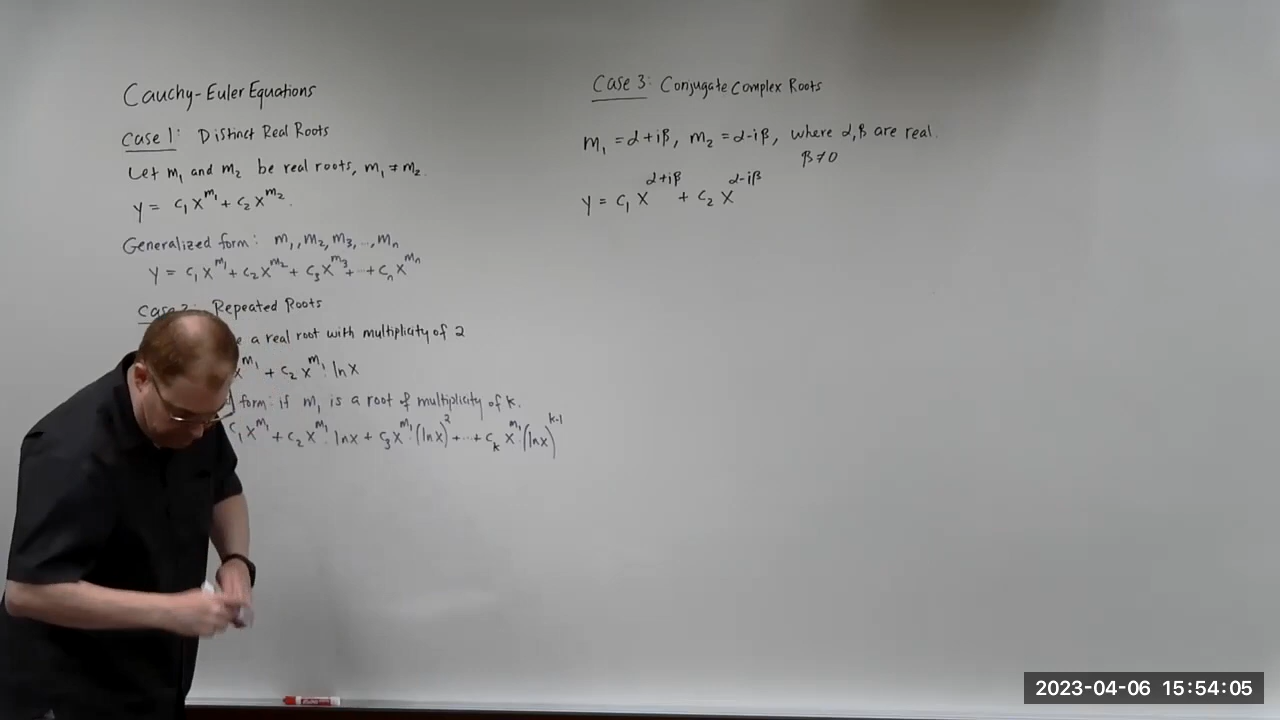 Cauchy-Euler Equations
Case 1: Distinct Real Roots
Let m₁ and m₂ be real roots, m₁ ≠ m₂.
y = c₁x^m₁ + c₂x^m₂.
Generalized form: m₁, m₂, m₃, ..., mₙ
y = c₁x^m₁ + c₂x^m₂ + c₃x^m₃ + ... + cₙx^mₙ
Case 2: Repeated Roots
a real root with multiplicity of 2
x^m₁ + c₂x^m₁ · ln x
form: if m₁ is a root of multiplicity of k.
c₁x^m₁ + c₂x^m₁ · ln x + c₃x^m₁ · (ln x)² + ... + cₖx^m₁ · (ln x)^k-1
Case 3: Conjugate Complex Roots
m₁ = α+iβ, m₂ = α-iβ, where α, β are real.
β ≠ 0
y = c₁x^α+iβ + c₂x^α-iβ
2023-04-06 15:54:05